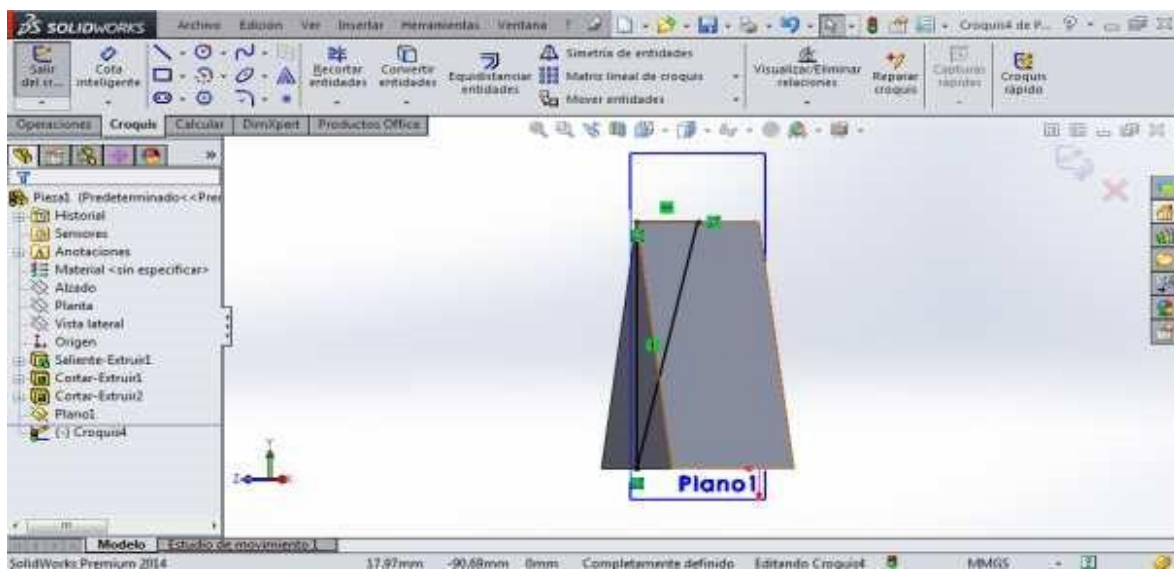 SOLIDWORKS Archivo Edición Ver Insertar Herramientas Ventana ? Croquis4 de P...
Salir del cr... Cota inteligente Recortar entidades Convertir entidades Equidistanciar entidades Simetría de entidades Visualizar/Eliminar relaciones Reparar croquis Capturas rápidas Croquis rápido
Matriz lineal de croquis
Mover entidades
Operaciones Croquis Calcular DimXpert Productos Office
Pieza1 (Predeterminado<<Pre
Historial
Sensores
Anotaciones
Material <sin especificar>
Alzado
Planta
Vista lateral
Origen
Saliente-Extruir1
Cortar-Extruir1
Cortar-Extruir2
Plano1
(-) Croquis4
Y
Z
Plano1
Modelo Estudio de movimiento 1
SolidWorks Premium 2014 17.97mm -90.69mm 0mm Completamente definido Editando Croquis4 MMGS